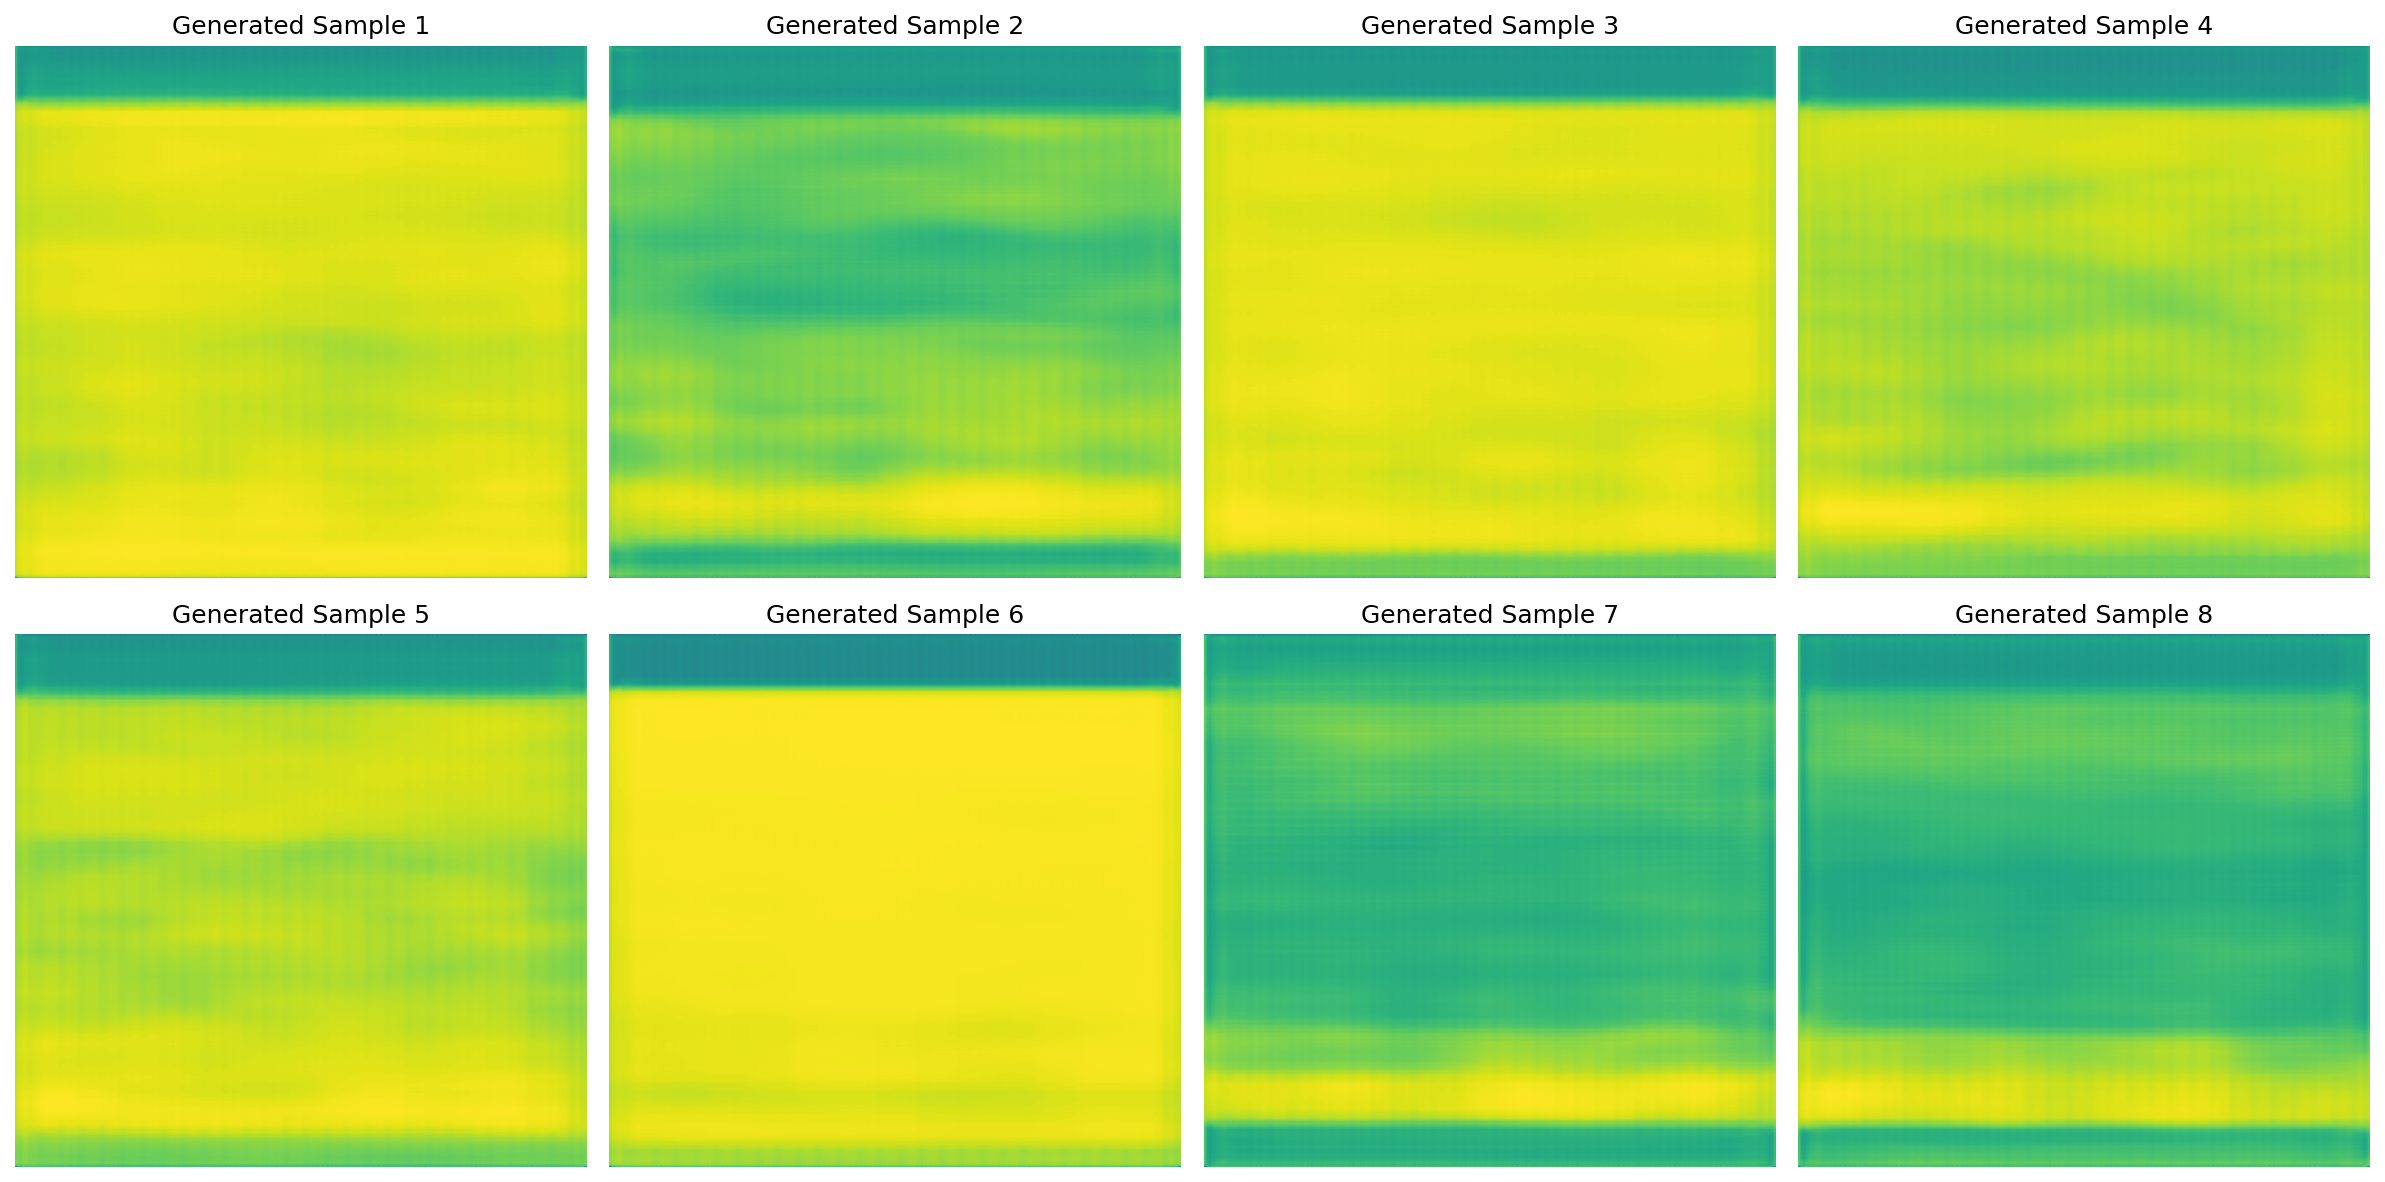 Generated Sample 1
Generated Sample 2
Generated Sample 3
Generated Sample 4
Generated Sample 5
Generated Sample 6
Generated Sample 7
Generated Sample 8